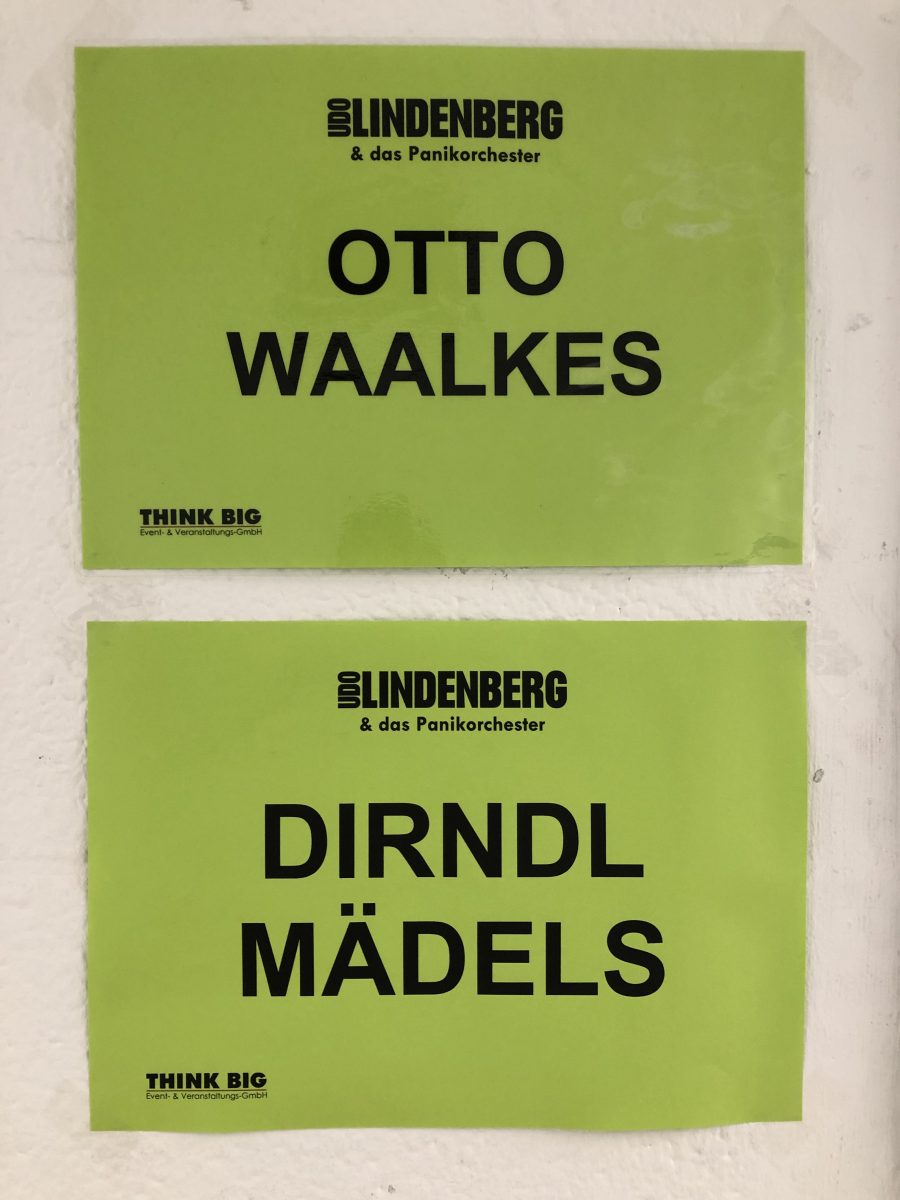 UDO LINDENBERG
& das Panikorchester
OTTO
WAALKES
THINK BIG
Event- & Veranstaltungs-GmbH
UDO LINDENBERG
& das Panikorchester
DIRNDL
MÄDELS
THINK BIG
Event- & Veranstaltungs-GmbH